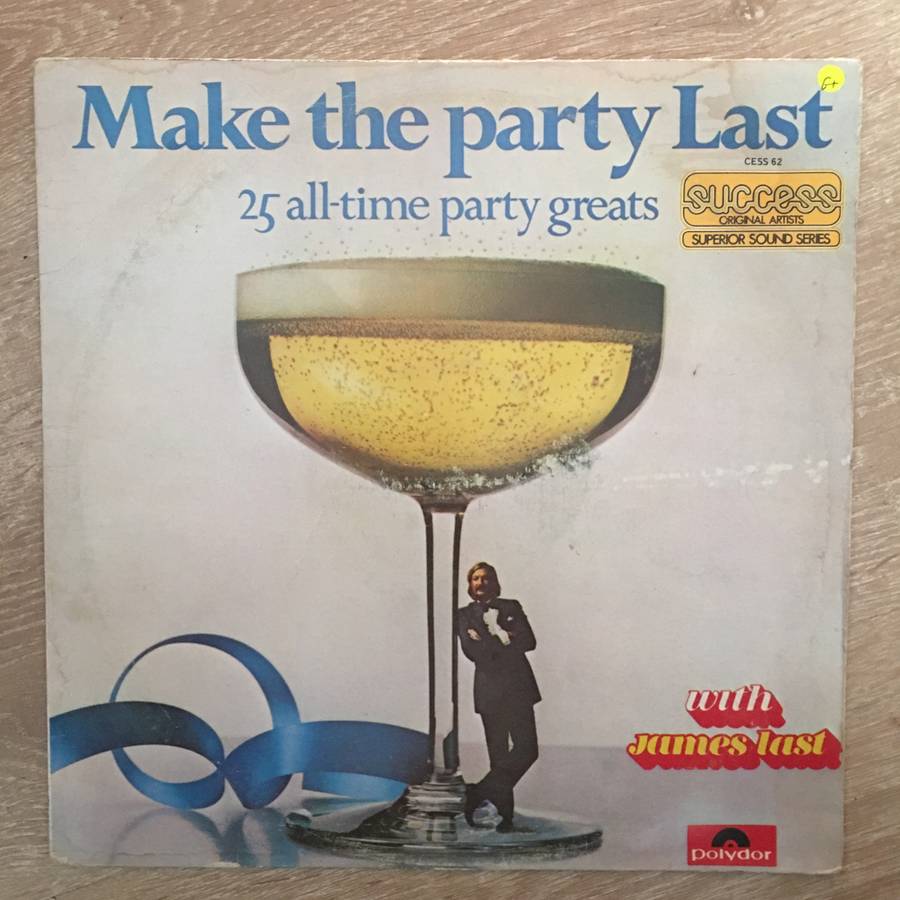 G+
Make the party Last
CESS 62
25 all-time party greats
success
ORIGINAL ARTISTS
SUPERIOR SOUND SERIES
with
james last
polydor